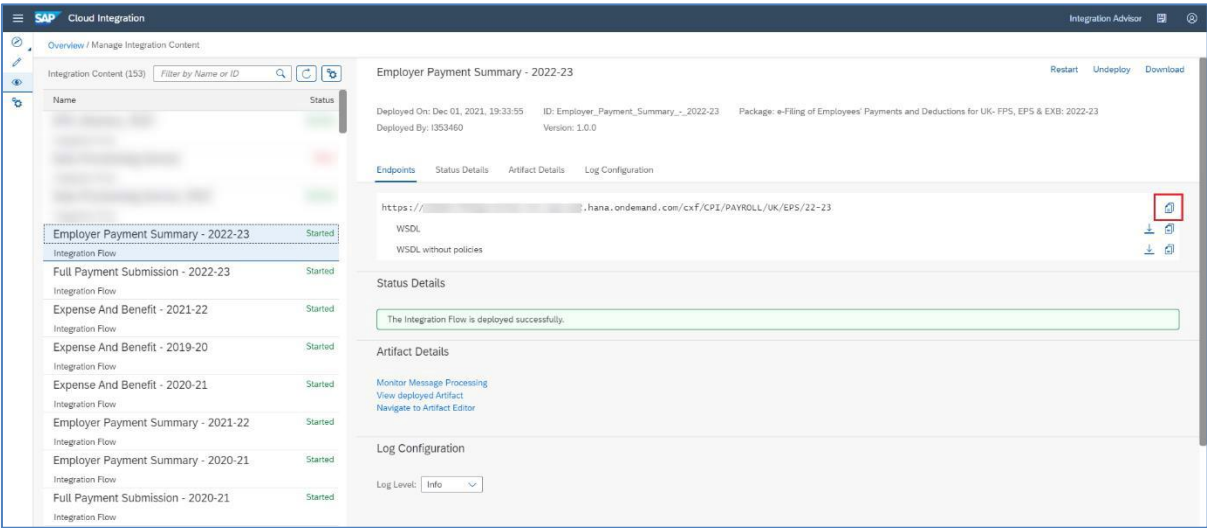 SAP Cloud Integration
Integration Advisor
Overview / Manage Integration Content
Integration Content (153) Filter by Name or ID
Name Status
Employer Payment Summary - 2022-23 Started
Integration Flow
Full Payment Submission - 2022-23 Started
Integration Flow
Expense And Benefit - 2021-22 Started
Integration Flow
Expense And Benefit - 2019-20 Started
Integration Flow
Expense And Benefit - 2020-21 Started
Integration Flow
Employer Payment Summary - 2021-22 Started
Integration Flow
Employer Payment Summary - 2020-21 Started
Integration Flow
Full Payment Submission - 2020-21 Started
Integration Flow
Employer Payment Summary - 2022-23
Restart Undeploy Download
Deployed On: Dec 01, 2021, 19:33:55 ID: Employer_Payment_Summary_-_2022-23 Package: e-Filing of Employees' Payments and Deductions for UK- FPS, EPS & EXB: 2022-23
Deployed By: I353460 Version: 1.0.0
Endpoints Status Details Artifact Details Log Configuration
https:// .hana.ondemand.com/cxf/CPI/PAYROLL/UK/EPS/22-23
WSDL
WSDL without policies
Status Details
The Integration Flow is deployed successfully.
Artifact Details
Monitor Message Processing
View deployed Artifact
Navigate to Artifact Editor
Log Configuration
Log Level: Info